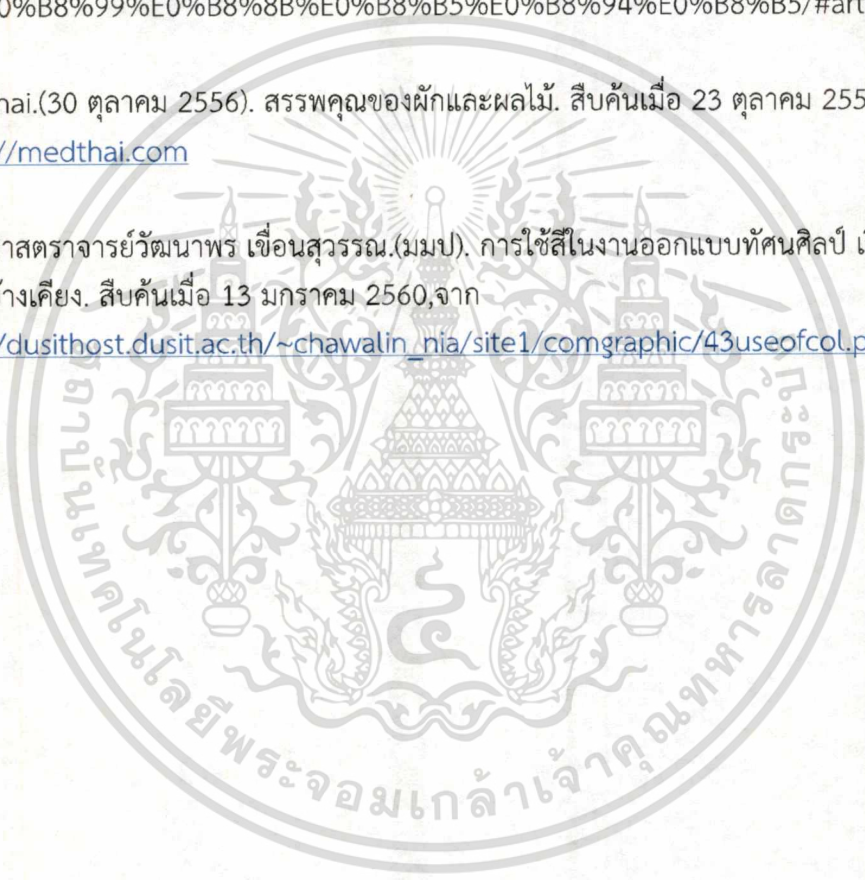 0%B8%99%E0%B8%8B%E0%B8%B5%E0%B8%94%E0%B8%B5/#art
hai.(30 ตุลาคม 2556). สรรพคุณของผักและผลไม้. สืบค้นเมื่อ 23 ตุลาคม 255
//medthai.com
าสตราจารย์วัฒนาพร เขื่อนสุวรรณ.(มมป). การใช้สีในงานออกแบบทัศนศิลป์ เ
้างเคียง. สืบค้นเมื่อ 13 มกราคม 2560,จาก
/dusithost.dusit.ac.th/~chawalin_nia/site1/comgraphic/43useofcol.p
สถาบันเทคโนโลยีพระจอมเกล้าเจ้าคุณทหารลาดกระบัง